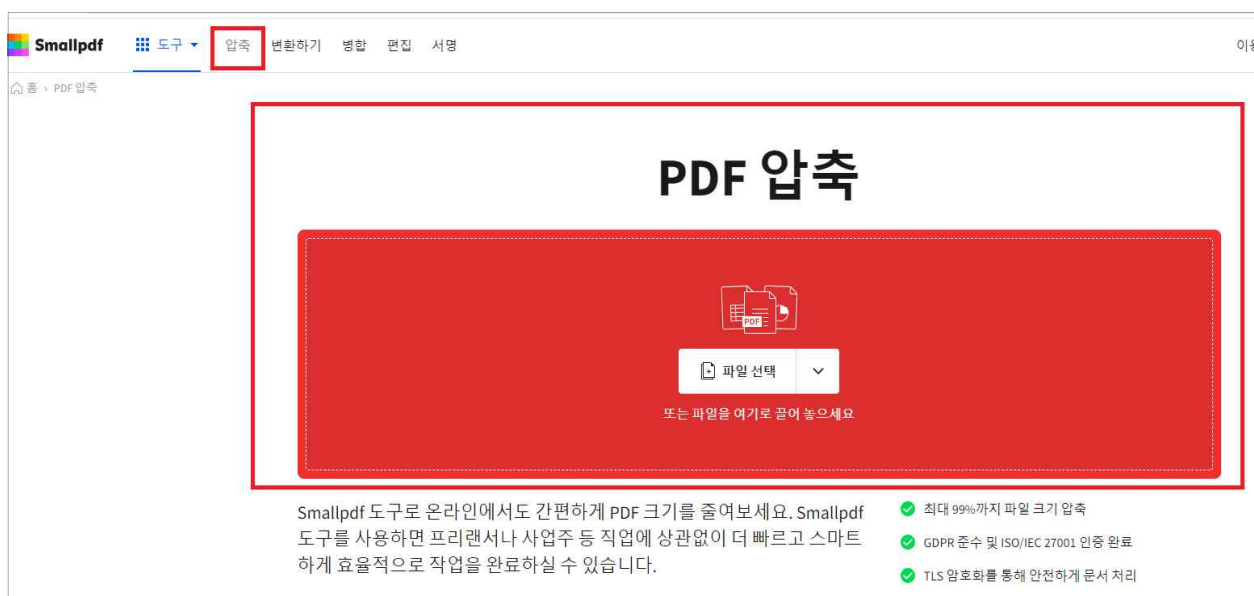 Smallpdf 도구 압축 변환하기 병합 편집 서명
홈 › PDF 압축
PDF 압축
PDF
파일 선택
또는 파일을 여기로 끌어 놓으세요
Smallpdf 도구로 온라인에서도 간편하게 PDF 크기를 줄여보세요. Smallpdf
도구를 사용하면 프리랜서나 사업주 등 직업에 상관없이 더 빠르고 스마트
하게 효율적으로 작업을 완료하실 수 있습니다.
최대 99%까지 파일 크기 압축
GDPR 준수 및 ISO/IEC 27001 인증 완료
TLS 암호화를 통해 안전하게 문서 처리